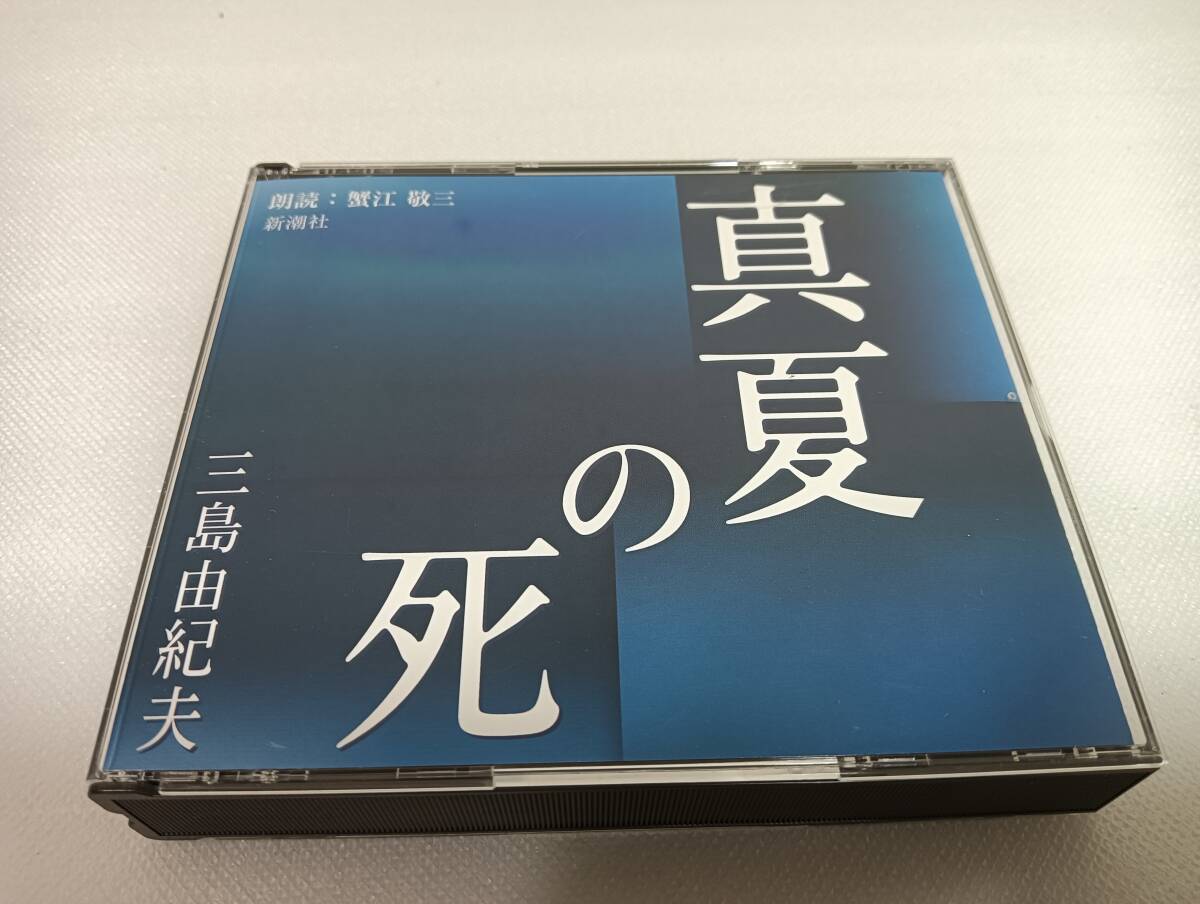 朗読：蟹江 敬三
新潮社
真夏の死
三島由紀夫